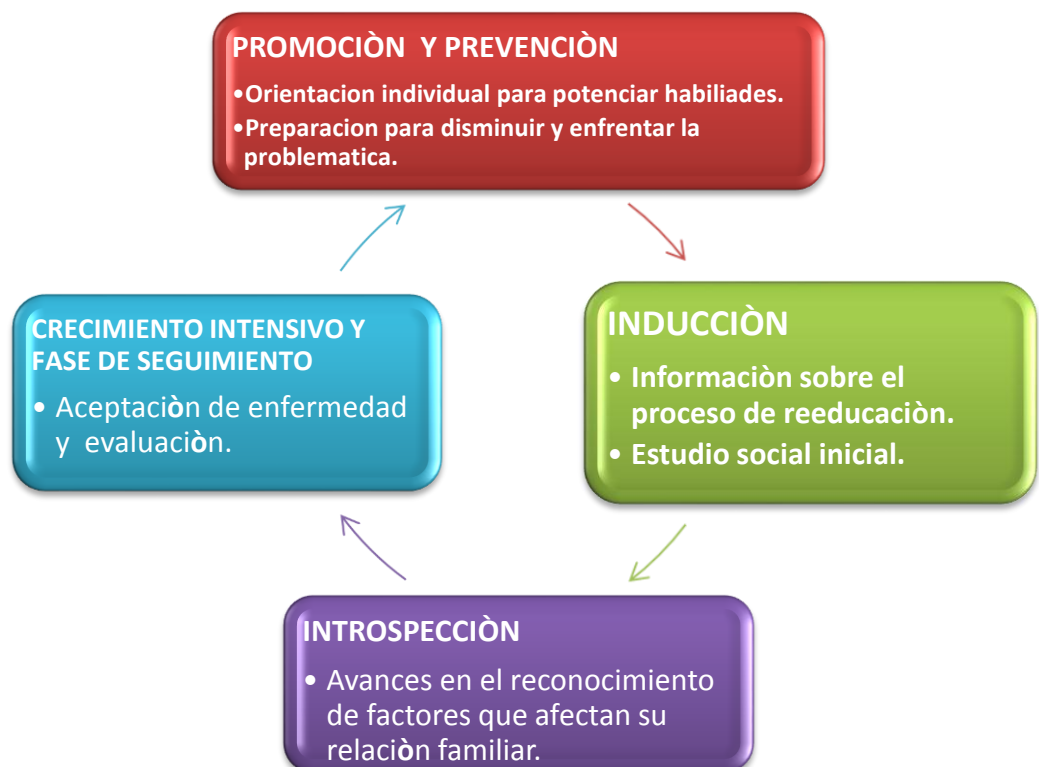 PROMOCIÒN  Y PREVENCIÒN
•Orientacion individual para potenciar habiliades.
•Preparacion para disminuir y enfrentar la
problematica.
INDUCCIÒN
• Informaciòn sobre el
proceso de reeducaciòn.
• Estudio social inicial.
INTROSPECCIÒN
• Avances en el reconocimiento
de factores que afectan su
relaciòn familiar.
CRECIMIENTO INTENSIVO Y
FASE DE SEGUIMIENTO
• Aceptaciòn de enfermedad
y  evaluaciòn.